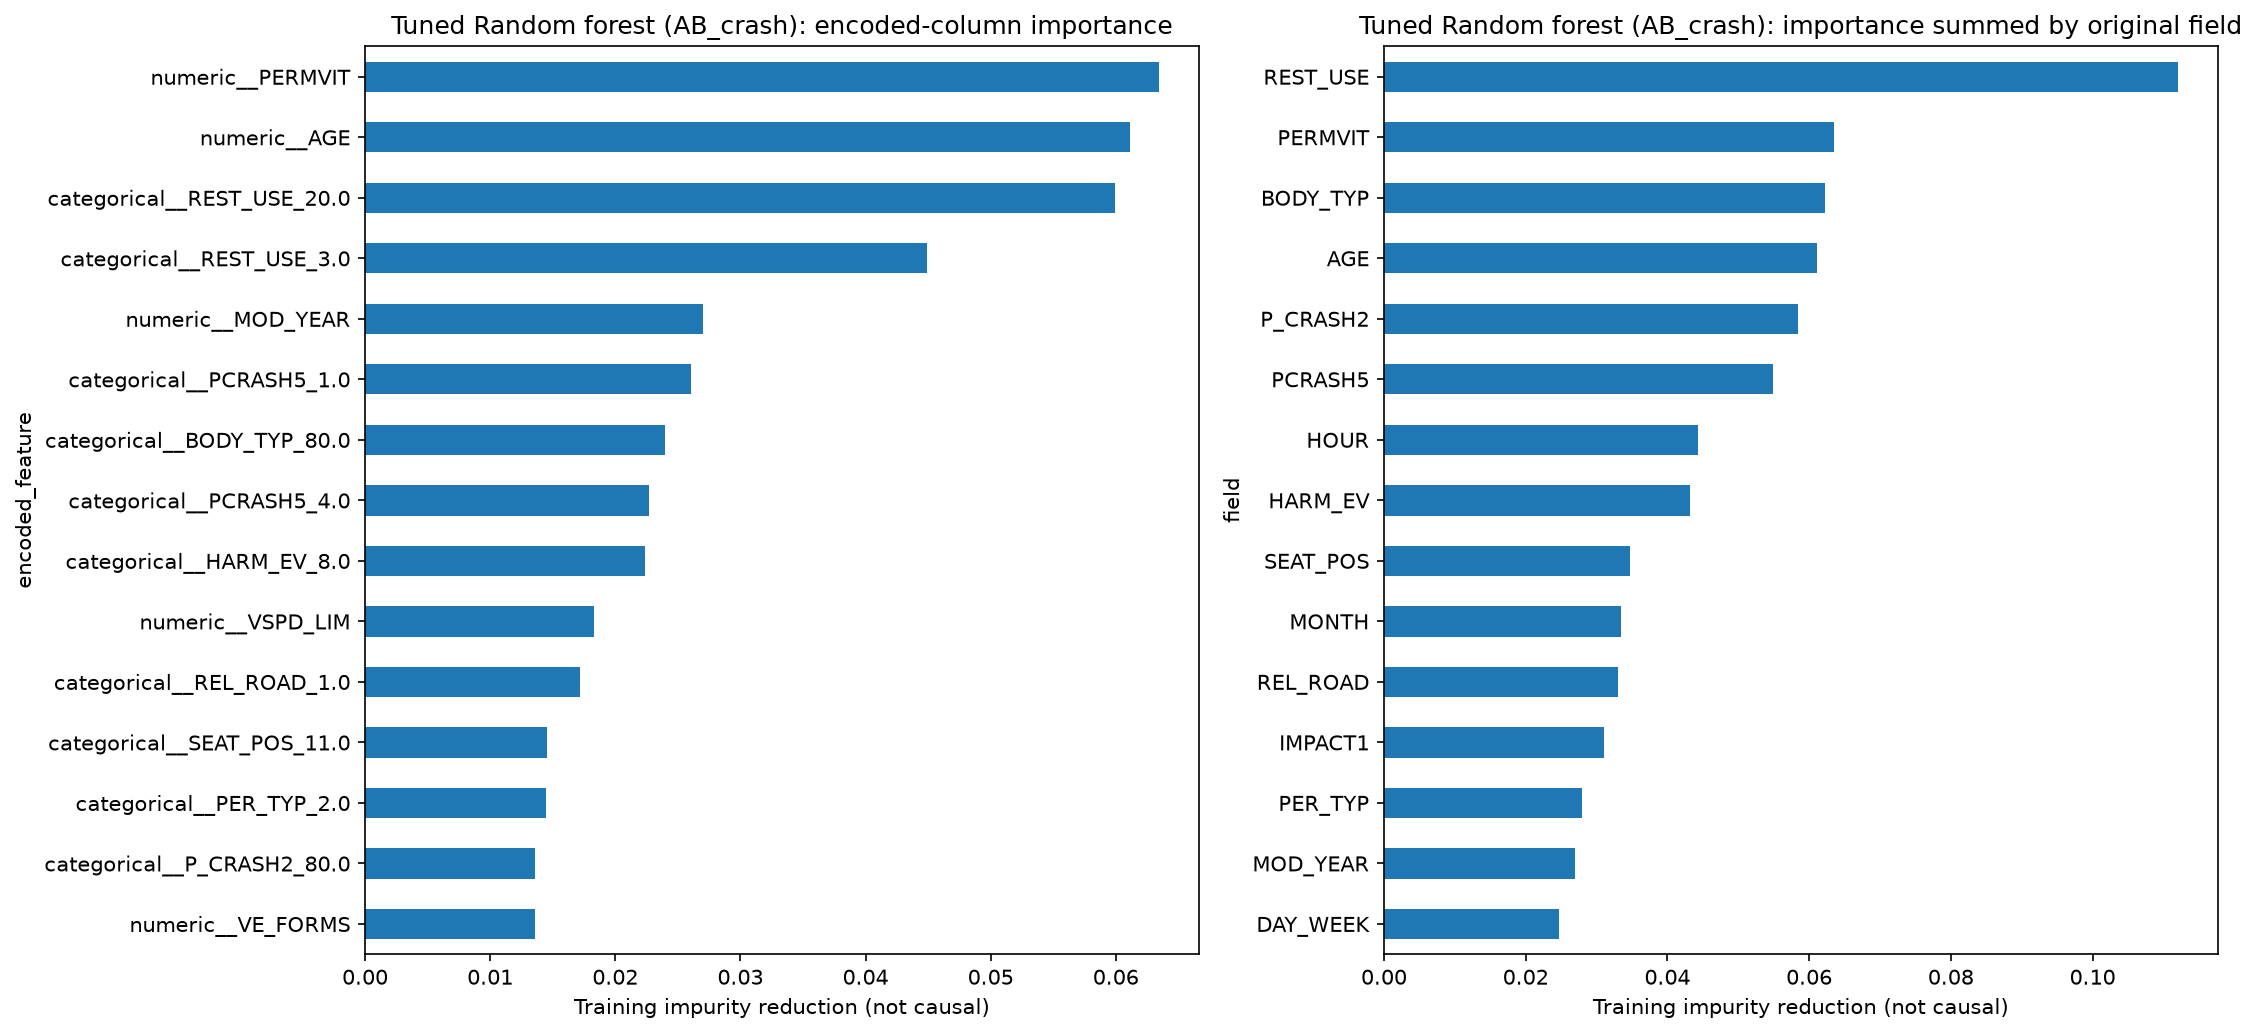 Tuned Random forest (AB_crash): encoded-column importance
encoded_feature
numeric__PERMVIT
numeric__AGE
categorical__REST_USE_20.0
categorical__REST_USE_3.0
numeric__MOD_YEAR
categorical__PCRASH5_1.0
categorical__BODY_TYP_80.0
categorical__PCRASH5_4.0
categorical__HARM_EV_8.0
numeric__VSPD_LIM
categorical__REL_ROAD_1.0
categorical__SEAT_POS_11.0
categorical__PER_TYP_2.0
categorical__P_CRASH2_80.0
numeric__VE_FORMS
0.00 0.01 0.02 0.03 0.04 0.05 0.06
Training impurity reduction (not causal)
Tuned Random forest (AB_crash): importance summed by original field
field
REST_USE
PERMVIT
BODY_TYP
AGE
P_CRASH2
PCRASH5
HOUR
HARM_EV
SEAT_POS
MONTH
REL_ROAD
IMPACT1
PER_TYP
MOD_YEAR
DAY_WEEK
0.00 0.02 0.04 0.06 0.08 0.10
Training impurity reduction (not causal)